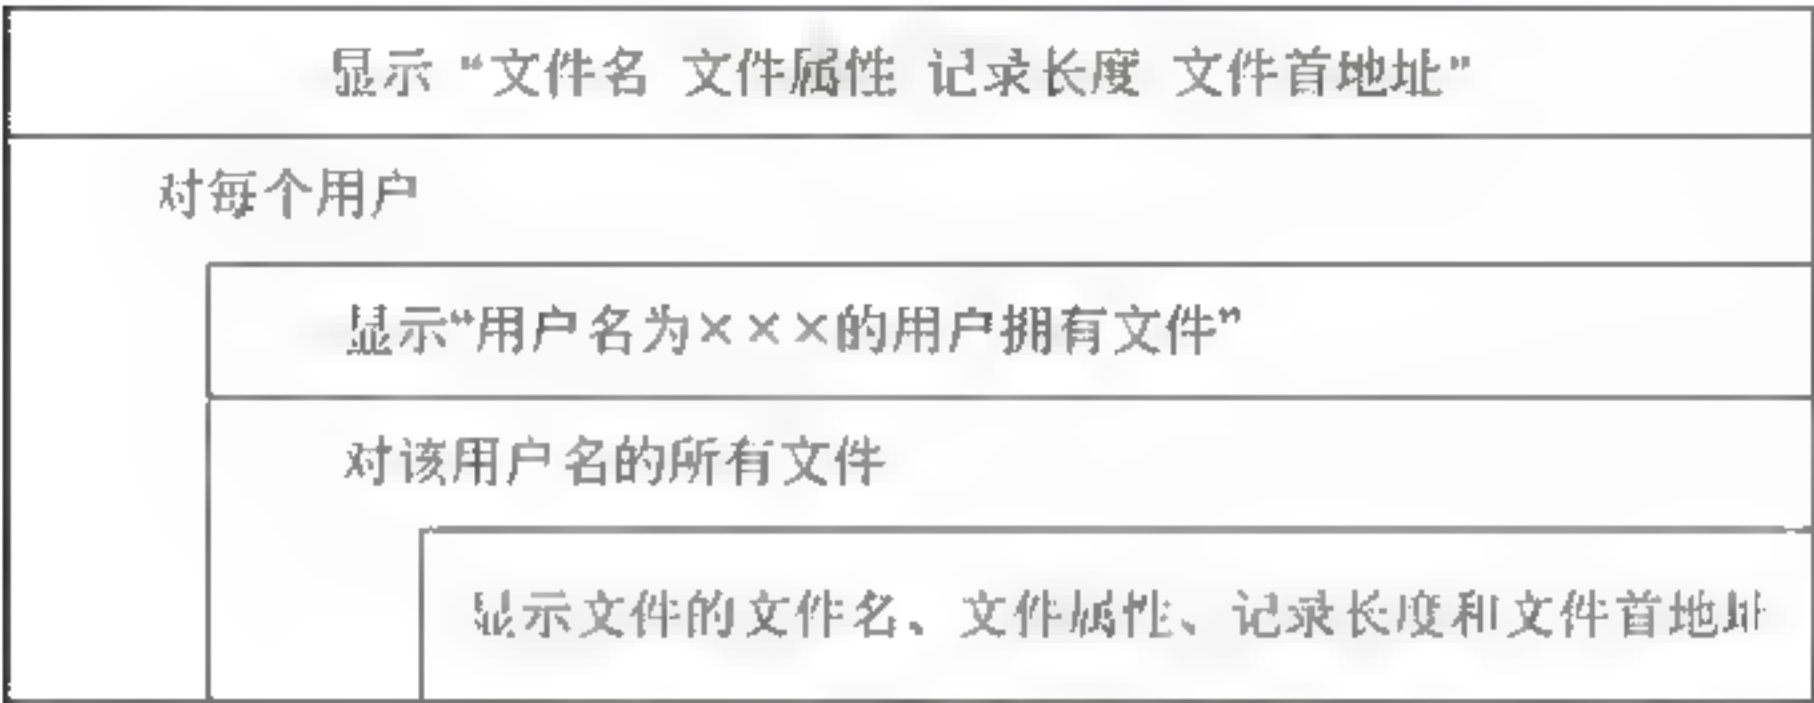 显示 “文件名 文件属性 记录长度 文件首地址”
对每个用户
显示“用户名为×××的用户拥有文件”
对该用户名的所有文件
显示文件的文件名、文件属性、记录长度和文件首地址